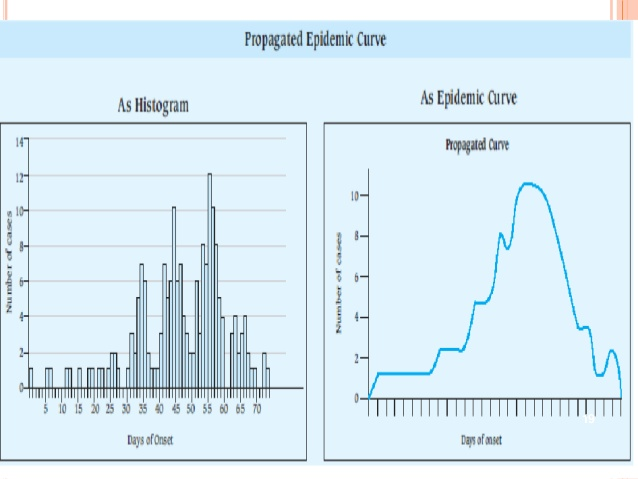 Propagated Epidemic Curve
As Histogram
As Epidemic Curve
Propagated Curve
Number of cases
14
12
10
8
6
4
2
0
5 10 15 20 25 30 35 40 45 50 55 60 65 70
Days of Onset
Number of cases
10
8
6
4
2
0
Days of onset